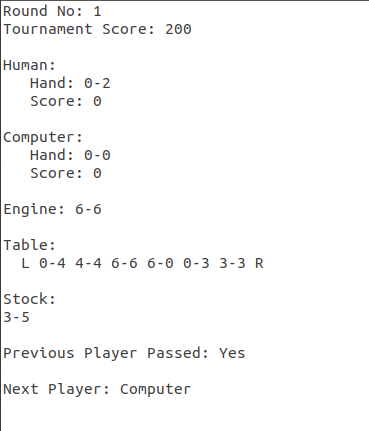 Round No: 1
Tournament Score: 200
Human:
Hand: 0-2
Score: 0
Computer:
Hand: 0-0
Score: 0
Engine: 6-6
Table:
L 0-4 4-4 6-6 6-0 0-3 3-3 R
Stock:
3-5
Previous Player Passed: Yes
Next Player: Computer